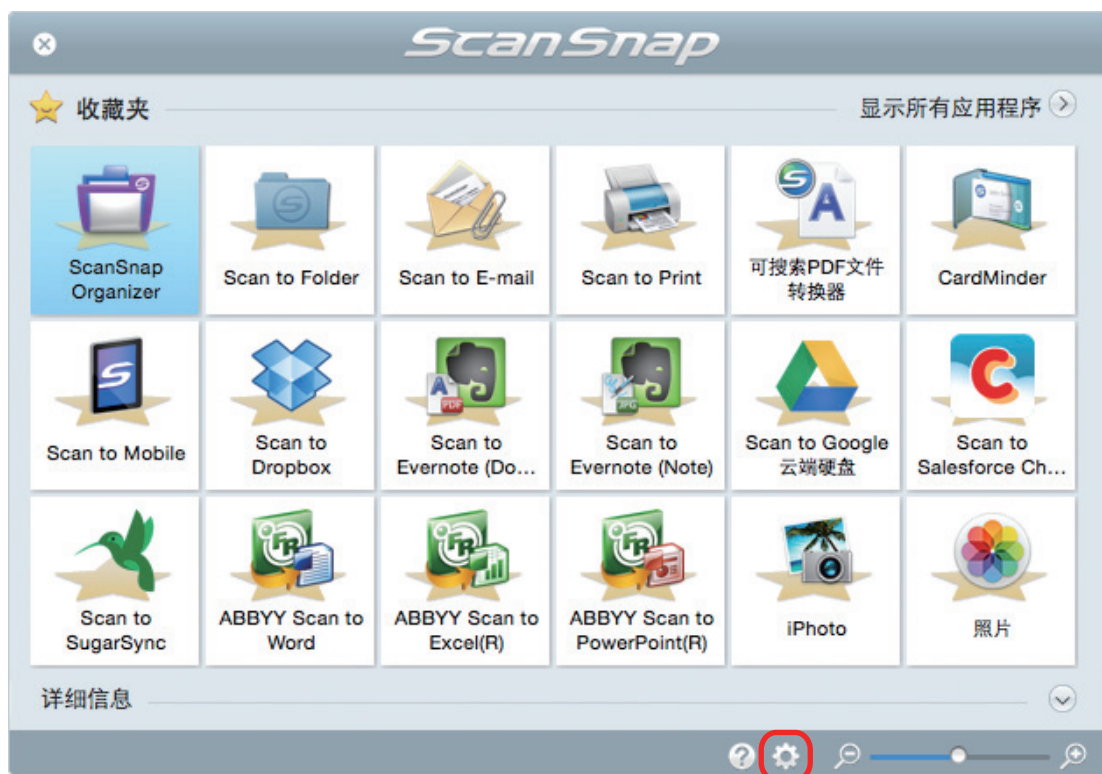 ScanSnap
收藏夹
显示所有应用程序
ScanSnap
Organizer
Scan to Folder
Scan to E-mail
Scan to Print
可搜索PDF文件
转换器
CardMinder
Scan to Mobile
Scan to
Dropbox
Scan to
Evernote (Do...
Scan to
Evernote (Note)
Scan to Google
云端硬盘
Scan to
Salesforce Ch...
Scan to
SugarSync
ABBYY Scan to
Word
ABBYY Scan to
Excel(R)
ABBYY Scan to
PowerPoint(R)
iPhoto
照片
详细信息